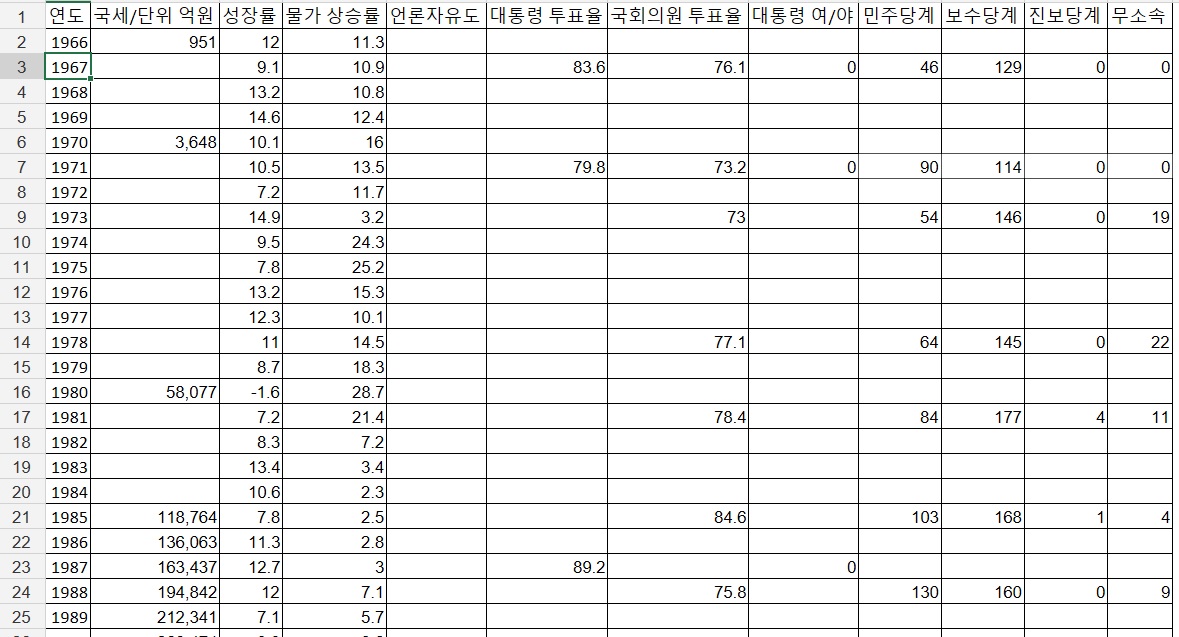 1 연도 국세/단위 억원 성장률 물가 상승률 언론자유도 대통령 투표율 국회의원 투표율 대통령 여/야 민주당계 보수당계 진보당계 무소속
2 1966 951 12 11.3
3 1967 9.1 10.9 83.6 76.1 0 46 129 0 0
4 1968 13.2 10.8
5 1969 14.6 12.4
6 1970 3,648 10.1 16
7 1971 10.5 13.5 79.8 73.2 0 90 114 0 0
8 1972 7.2 11.7
9 1973 14.9 3.2 73 54 146 0 19
10 1974 9.5 24.3
11 1975 7.8 25.2
12 1976 13.2 15.3
13 1977 12.3 10.1
14 1978 11 14.5 77.1 64 145 0 22
15 1979 8.7 18.3
16 1980 58,077 -1.6 28.7
17 1981 7.2 21.4 78.4 84 177 4 11
18 1982 8.3 7.2
19 1983 13.4 3.4
20 1984 10.6 2.3
21 1985 118,764 7.8 2.5 84.6 103 168 1 4
22 1986 136,063 11.3 2.8
23 1987 163,437 12.7 3 89.2 0
24 1988 194,842 12 7.1 75.8 130 160 0 9
25 1989 212,341 7.1 5.7